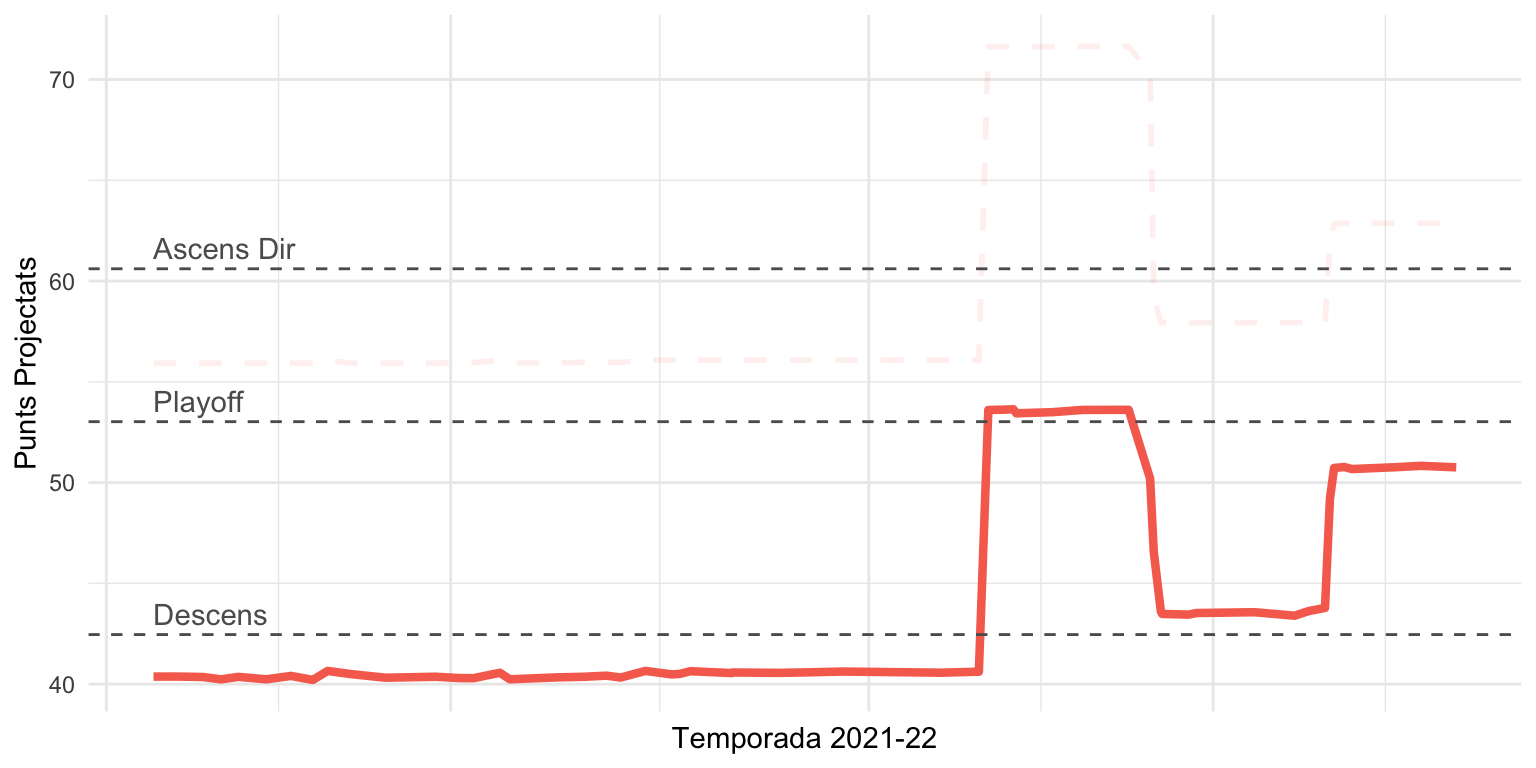 70
Ascens Dir
60
Playoff
50
Descens
40
Punts Projectats
Temporada 2021-22